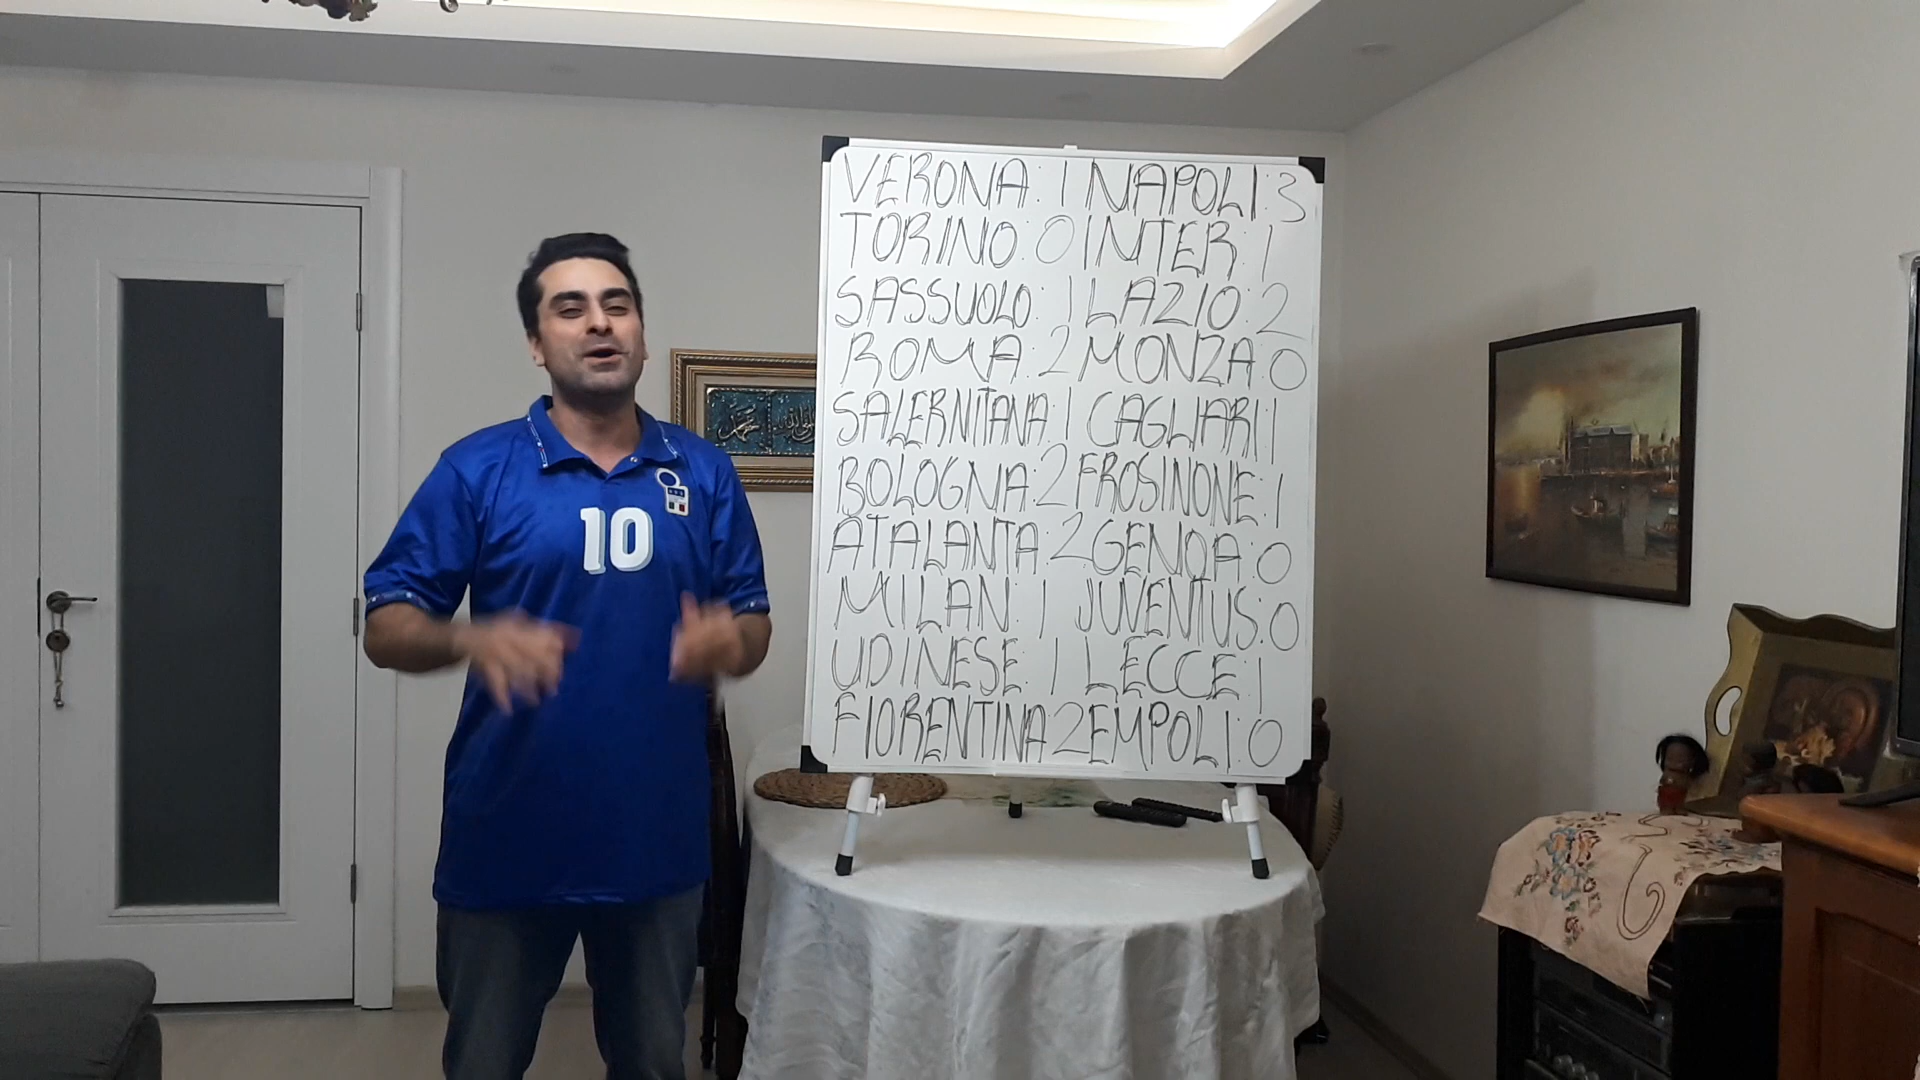 VERONA: 1 NAPOLI: 3
TORINO: 0 INTER: 1
SASSUOLO: 1 LAZIO: 2
ROMA: 2 MONZA: 0
SALERNITANA: 1 CAGLIARI: 1
BOLOGNA: 2 FROSINONE: 1
ATALANTA: 2 GENOA: 0
MILAN: 1 JUVENTUS: 0
UDINESE: 1 LECCE: 1
FIORENTINA: 2 EMPOLI: 0
10